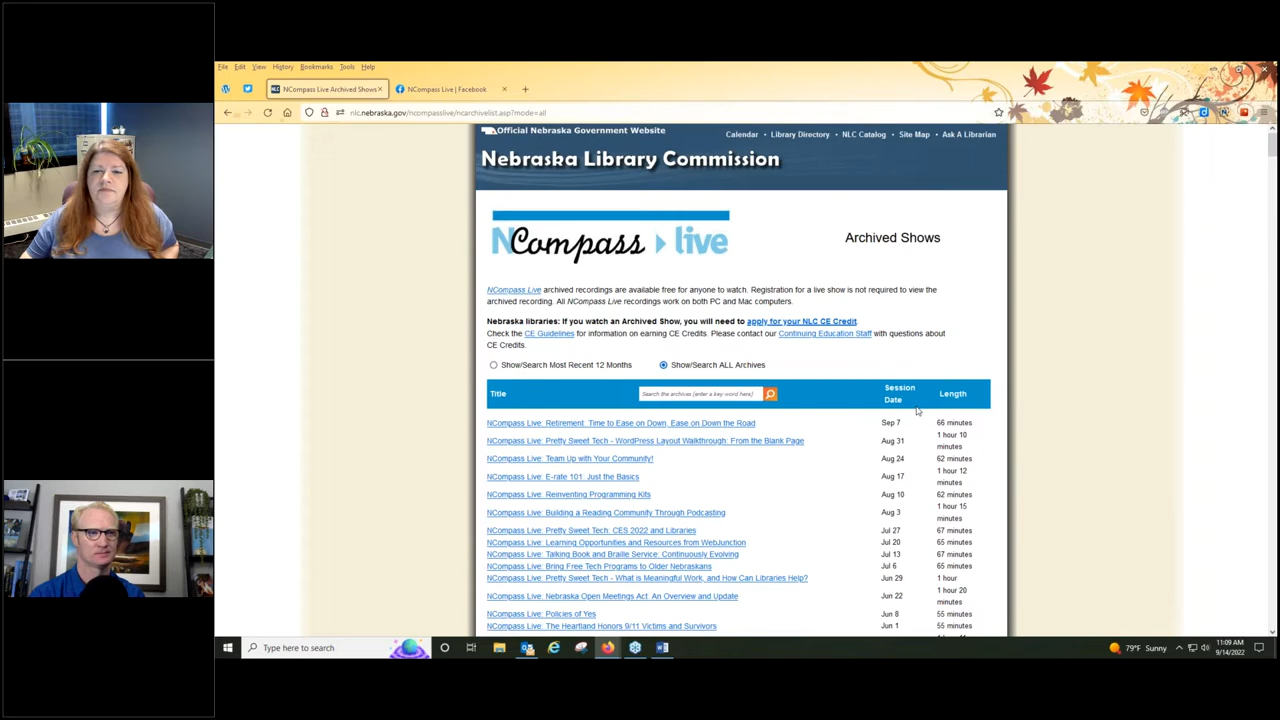 File Edit View History Bookmarks Tools Help
NCompass Live Archived Shows × NCompass Live | Facebook × +
nlc.nebraska.gov/ncompasslive/ncarchivelist.asp?mode=all
Official Nebraska Government Website
Calendar • Library Directory • NLC Catalog • Site Map • Ask A Librarian
Nebraska Library Commission
NCompass live
Archived Shows
NCompass Live archived recordings are available free for anyone to watch. Registration for a live show is not required to view the
archived recording. All NCompass Live recordings work on both PC and Mac computers.
Nebraska libraries: If you watch an Archived Show, you will need to apply for your NLC CE Credit.
Check the CE Guidelines for information on earning CE Credits. Please contact our Continuing Education Staff with questions about
CE Credits.
Show/Search Most Recent 12 Months Show/Search ALL Archives
Title Search the archives [enter a key word here] Session Date Length
NCompass Live: Retirement: Time to Ease on Down, Ease on Down the Road Sep 7 66 minutes
NCompass Live: Pretty Sweet Tech - WordPress Layout Walkthrough: From the Blank Page Aug 31 1 hour 10 minutes
NCompass Live: Team Up with Your Community! Aug 24 62 minutes
NCompass Live: E-rate 101: Just the Basics Aug 17 1 hour 12 minutes
NCompass Live: Reinventing Programming Kits Aug 10 62 minutes
NCompass Live: Building a Reading Community Through Podcasting Aug 3 1 hour 15 minutes
NCompass Live: Pretty Sweet Tech: CES 2022 and Libraries Jul 27 67 minutes
NCompass Live: Learning Opportunities and Resources from WebJunction Jul 20 65 minutes
NCompass Live: Talking Book and Braille Service: Continuously Evolving Jul 13 67 minutes
NCompass Live: Bring Free Tech Programs to Older Nebraskans Jul 6 65 minutes
NCompass Live: Pretty Sweet Tech - What is Meaningful Work, and How Can Libraries Help? Jun 29 1 hour
NCompass Live: Nebraska Open Meetings Act: An Overview and Update Jun 22 1 hour 20 minutes
NCompass Live: Policies of Yes Jun 8 55 minutes
NCompass Live: The Heartland Honors 9/11 Victims and Survivors Jun 1 55 minutes
Type here to search
79°F Sunny
11:09 AM
9/14/2022